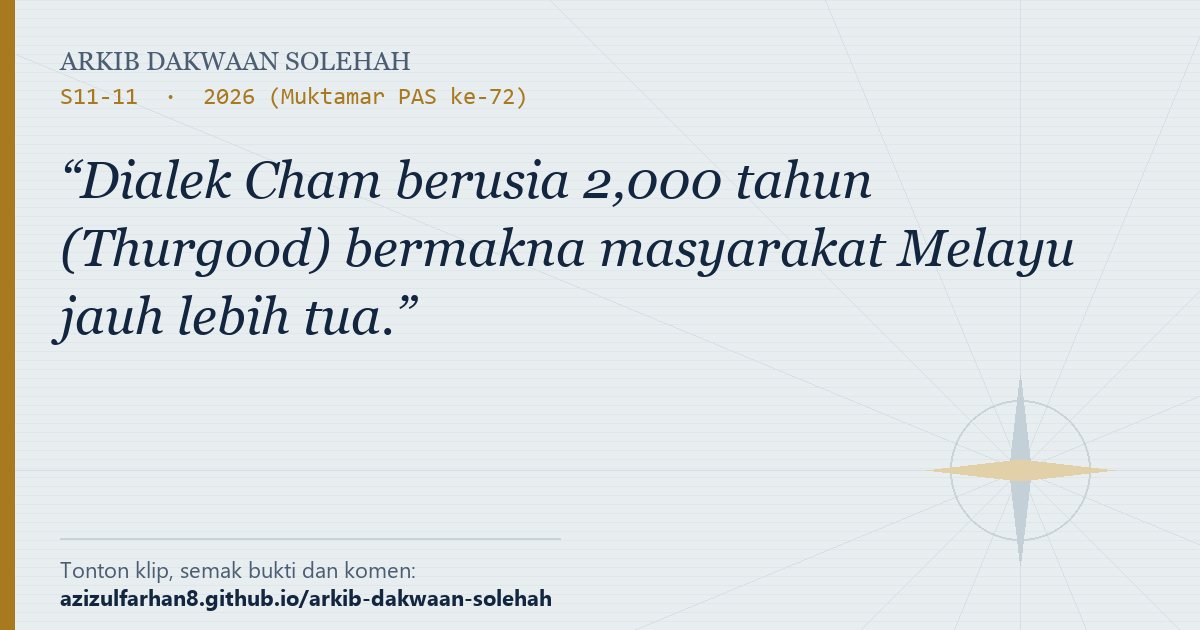 ARKIB DAKWAAN SOLEHAH
S11-11 · 2026 (Muktamar PAS ke-72)
“Dialek Cham berusia 2,000 tahun
(Thurgood) bermakna masyarakat Melayu
jauh lebih tua.”
Tonton klip, semak bukti dan komen:
azizulfarhan8.github.io/arkib-dakwaan-solehah